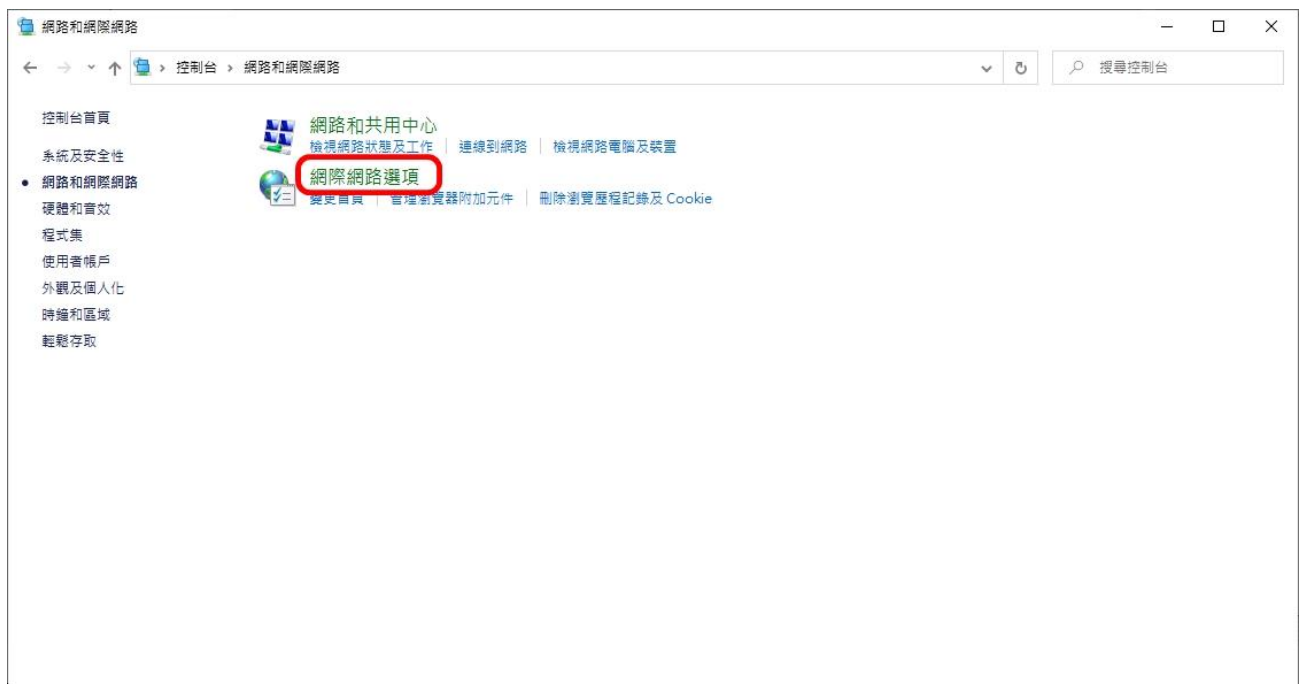 網路和網際網路
控制台 › 網路和網際網路
搜尋控制台
控制台首頁
系統及安全性
網路和網際網路
硬體和音效
程式集
使用者帳戶
外觀及個人化
時鐘和區域
輕鬆存取
網路和共用中心
檢視網路狀態及工作 | 連線到網路 | 檢視網路電腦及裝置
網際網路選項
變更首頁 | 管理瀏覽器附加元件 | 刪除瀏覽歷程記錄及 Cookie